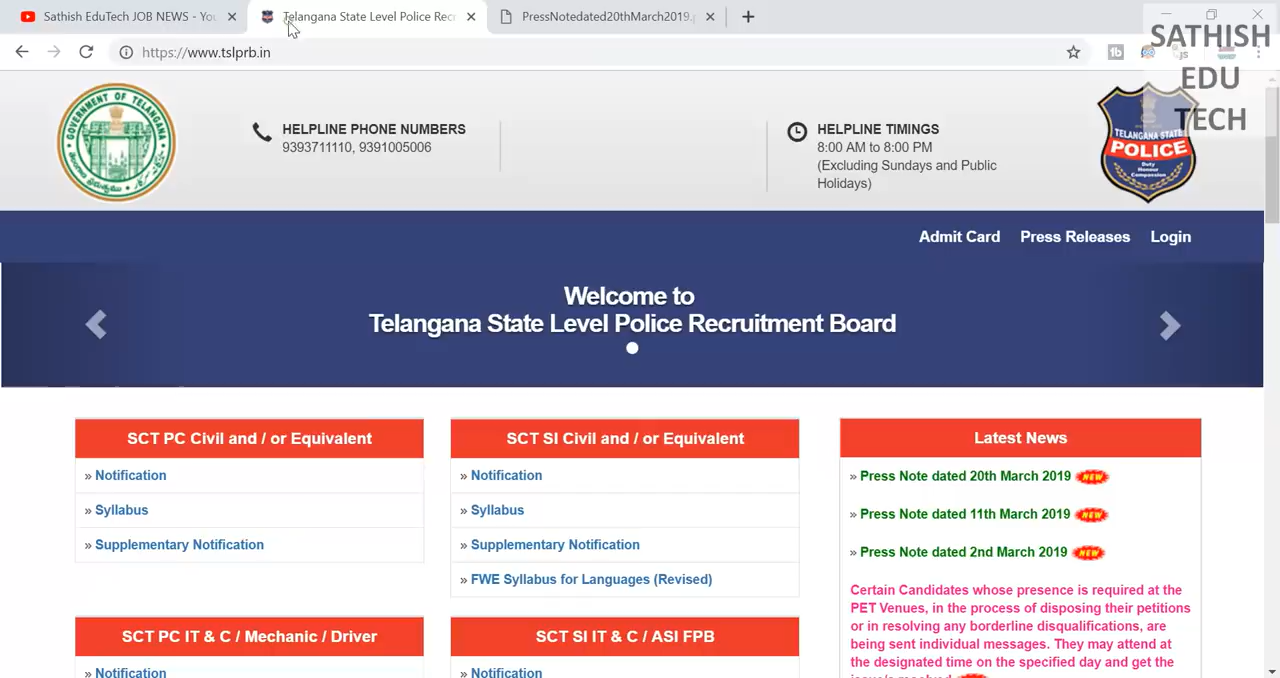 Sathish EduTech JOB NEWS - You
Telangana State Level Police Recr
PressNotedated20thMarch2019.p
https://www.tslprb.in
SATHISH
EDU
TECH
GOVERNMENT OF TELANGANA
HELPLINE PHONE NUMBERS
9393711110, 9391005006
HELPLINE TIMINGS
8:00 AM to 8:00 PM
(Excluding Sundays and Public
Holidays)
TELANGANA STATE
POLICE
Duty
Honour
Compassion
Admit Card Press Releases Login
Welcome to
Telangana State Level Police Recruitment Board
SCT PC Civil and / or Equivalent
» Notification
» Syllabus
» Supplementary Notification
SCT SI Civil and / or Equivalent
» Notification
» Syllabus
» Supplementary Notification
» FWE Syllabus for Languages (Revised)
Latest News
» Press Note dated 20th March 2019 NEW
» Press Note dated 11th March 2019 NEW
» Press Note dated 2nd March 2019 NEW
Certain Candidates whose presence is required at the
PET Venues, in the process of disposing their petitions
or in resolving any borderline disqualifications, are
being sent individual messages. They may attend at
the designated time on the specified day and get the
SCT PC IT & C / Mechanic / Driver
» Notification
SCT SI IT & C / ASI FPB
» Notification